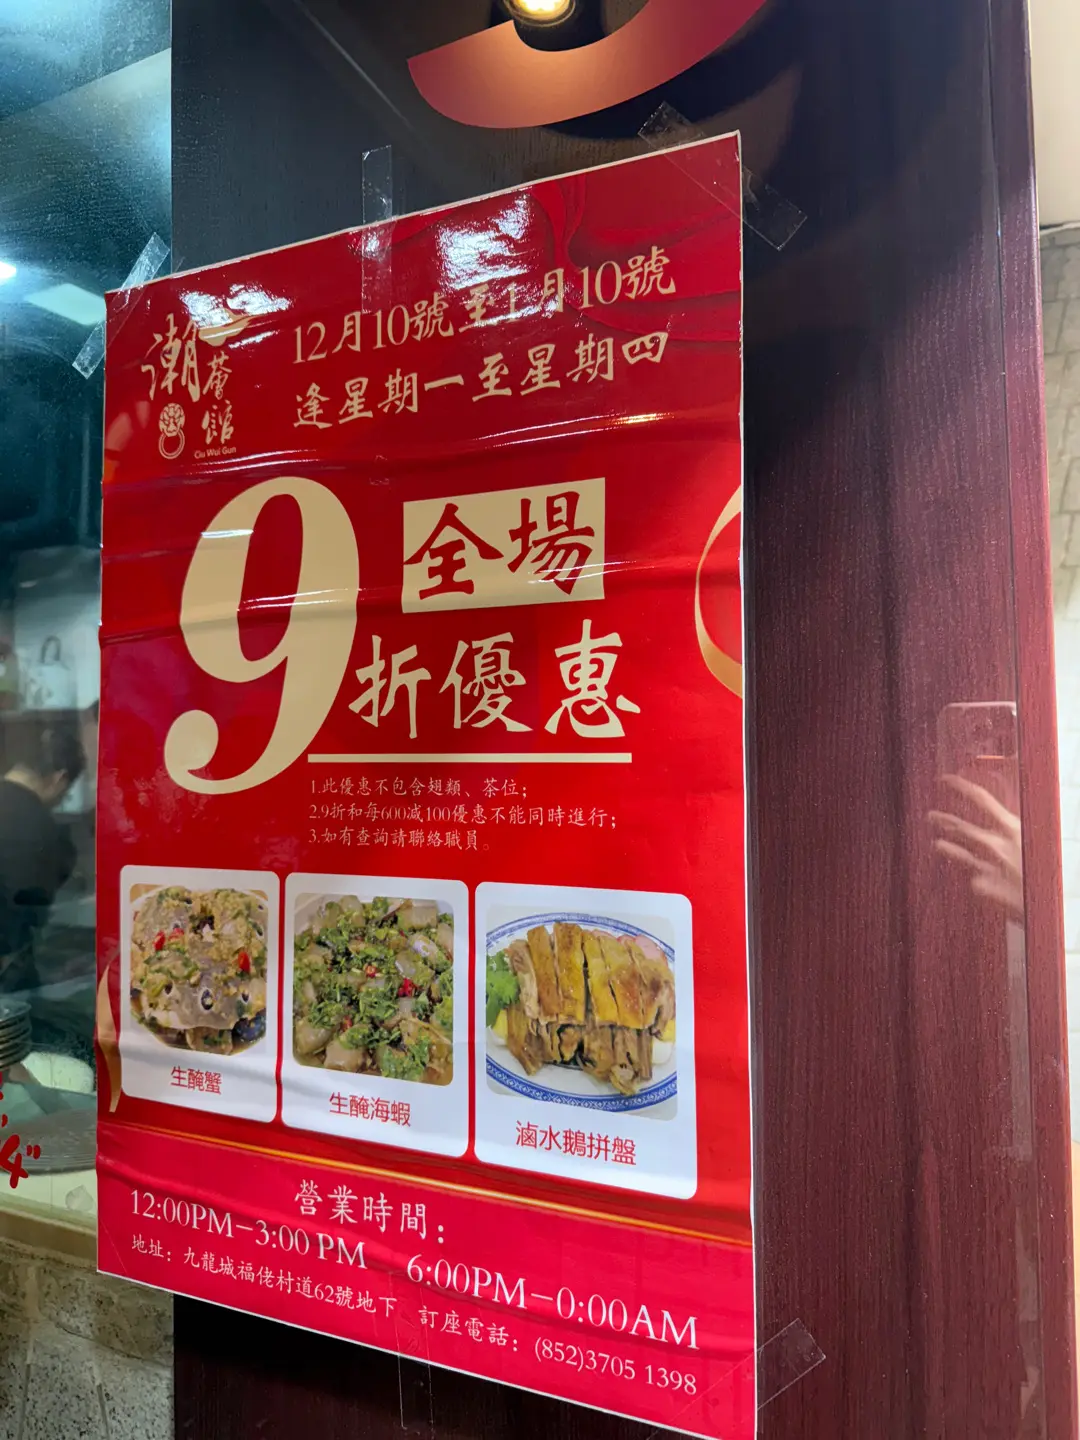 潮薈館
Ciu Wui Gun
12月10號至1月10號
逢星期一至星期四
9
全場
折優惠
1.此優惠不包含翅類、茶位；
2.9折和每600减100優惠不能同時進行；
3.如有查詢請聯絡職員。
生醃蟹
生醃海蝦
滷水鵝拼盤
營業時間：
12:00PM–3:00 PM 6:00PM–0:00AM
地址：九龍城福佬村道62號地下 訂座電話：(852)3705 1398